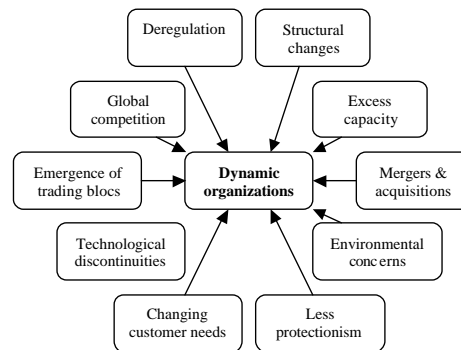 Deregulation
Structural
changes
Global
competition
Excess
capacity
Emergence of
trading blocs
Dynamic
organizations
Mergers &
acquisitions
Technological
discontinuities
Environmental
concerns
Changing
customer needs
Less
protectionism